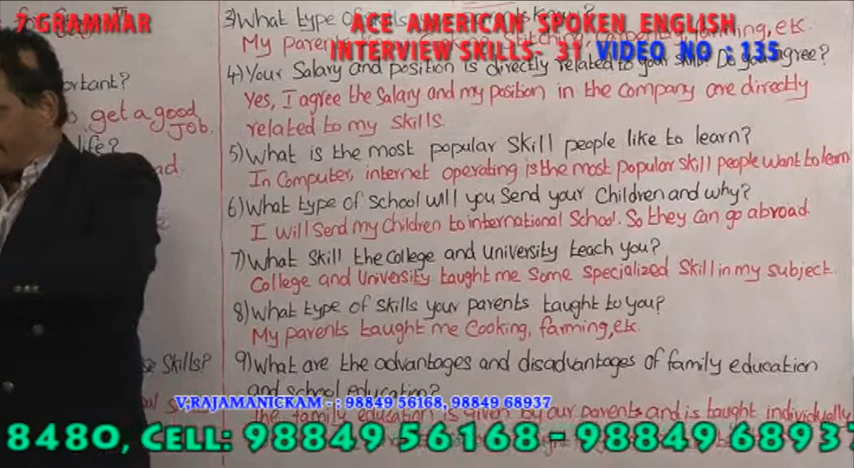 7 GRAMMAR
ACE AMERICAN SPOKEN ENGLISH
INTERVIEW SKILLS- 31, VIDEO NO : 135
ortant?
get a good
Job.
life?
ad.
se Skills?
3) What type of
My parents farming, etc.
4) Your Salary and position is directly related to your skill. Do you agree?
Yes, I agree the Salary and my position in the company are directly
related to my skills.
5) What is the most popular Skill people like to learn?
In Computer, internet operating is the most popular skill people want to learn
6) What type of school will you Send your Children and why?
I will Send my Children to international School. So they can go abroad.
7) What Skill the college and university teach you?
College and University taught me Some Specialized Skill in my subject.
8) What type of skills your parents taught to you?
My parents taught me Cooking, farming, etc.
9) What are the advantages and disadvantages of family education
and school education?
V;RAJAMANICKAM - : 98849 56168, 98849 68937
the family education is given by our parents and is taught individually
8480, CELL: 98849 56168 - 98849 68937